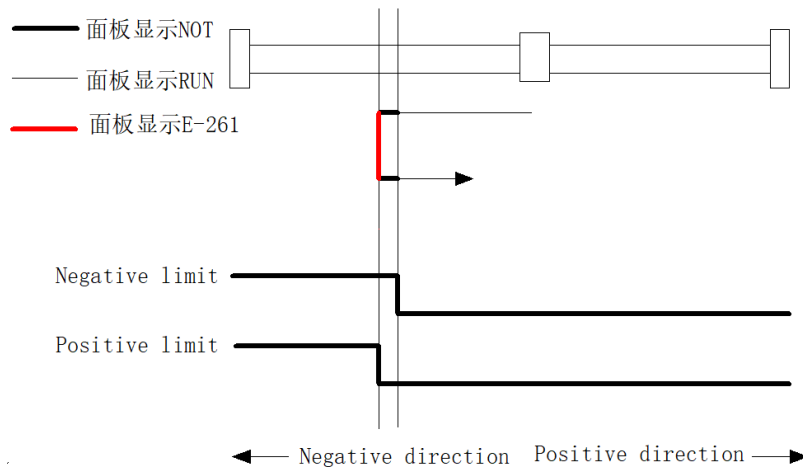 面板显示NOT
面板显示RUN
面板显示E-261
Negative limit
Positive limit
Negative direction
Positive direction